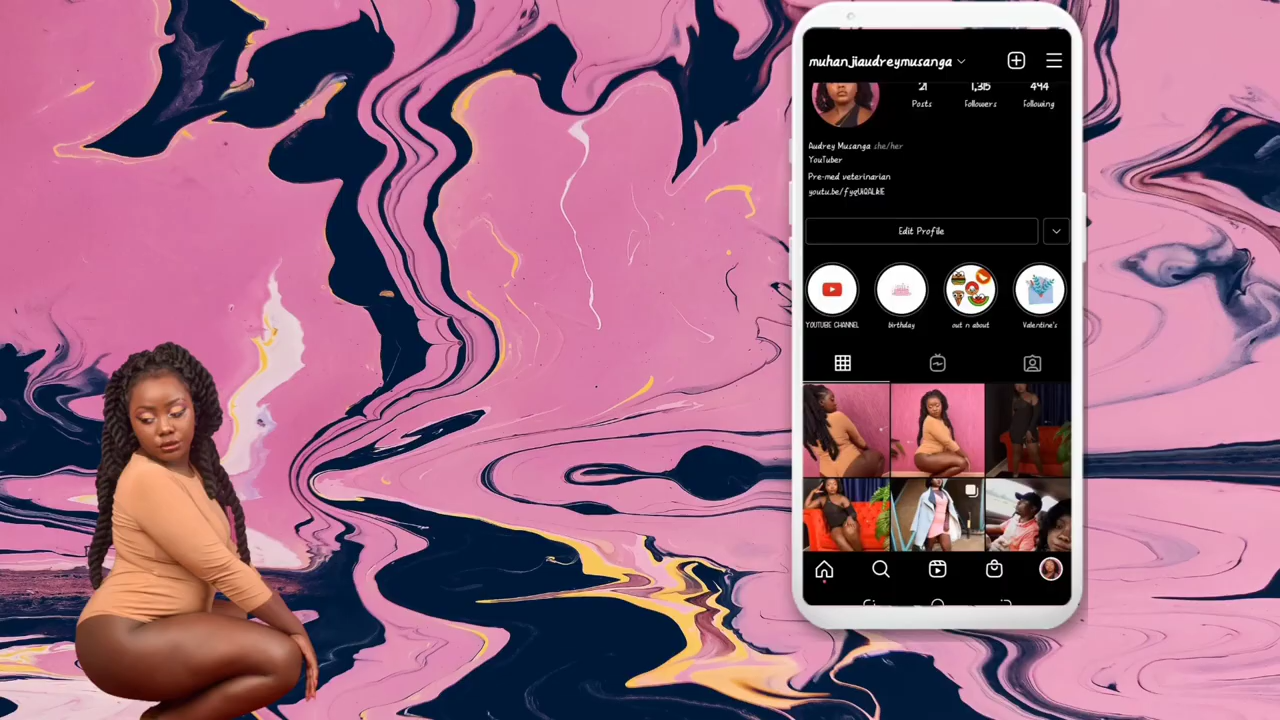 muhanjiaudreymusanga
21 1,315 494
Posts Followers Following
Audrey Musanga she/her
YouTuber
Pre-med veterinarian
Edit Profile
YOUTUBE CHANNEL birthday out n about Valentine's